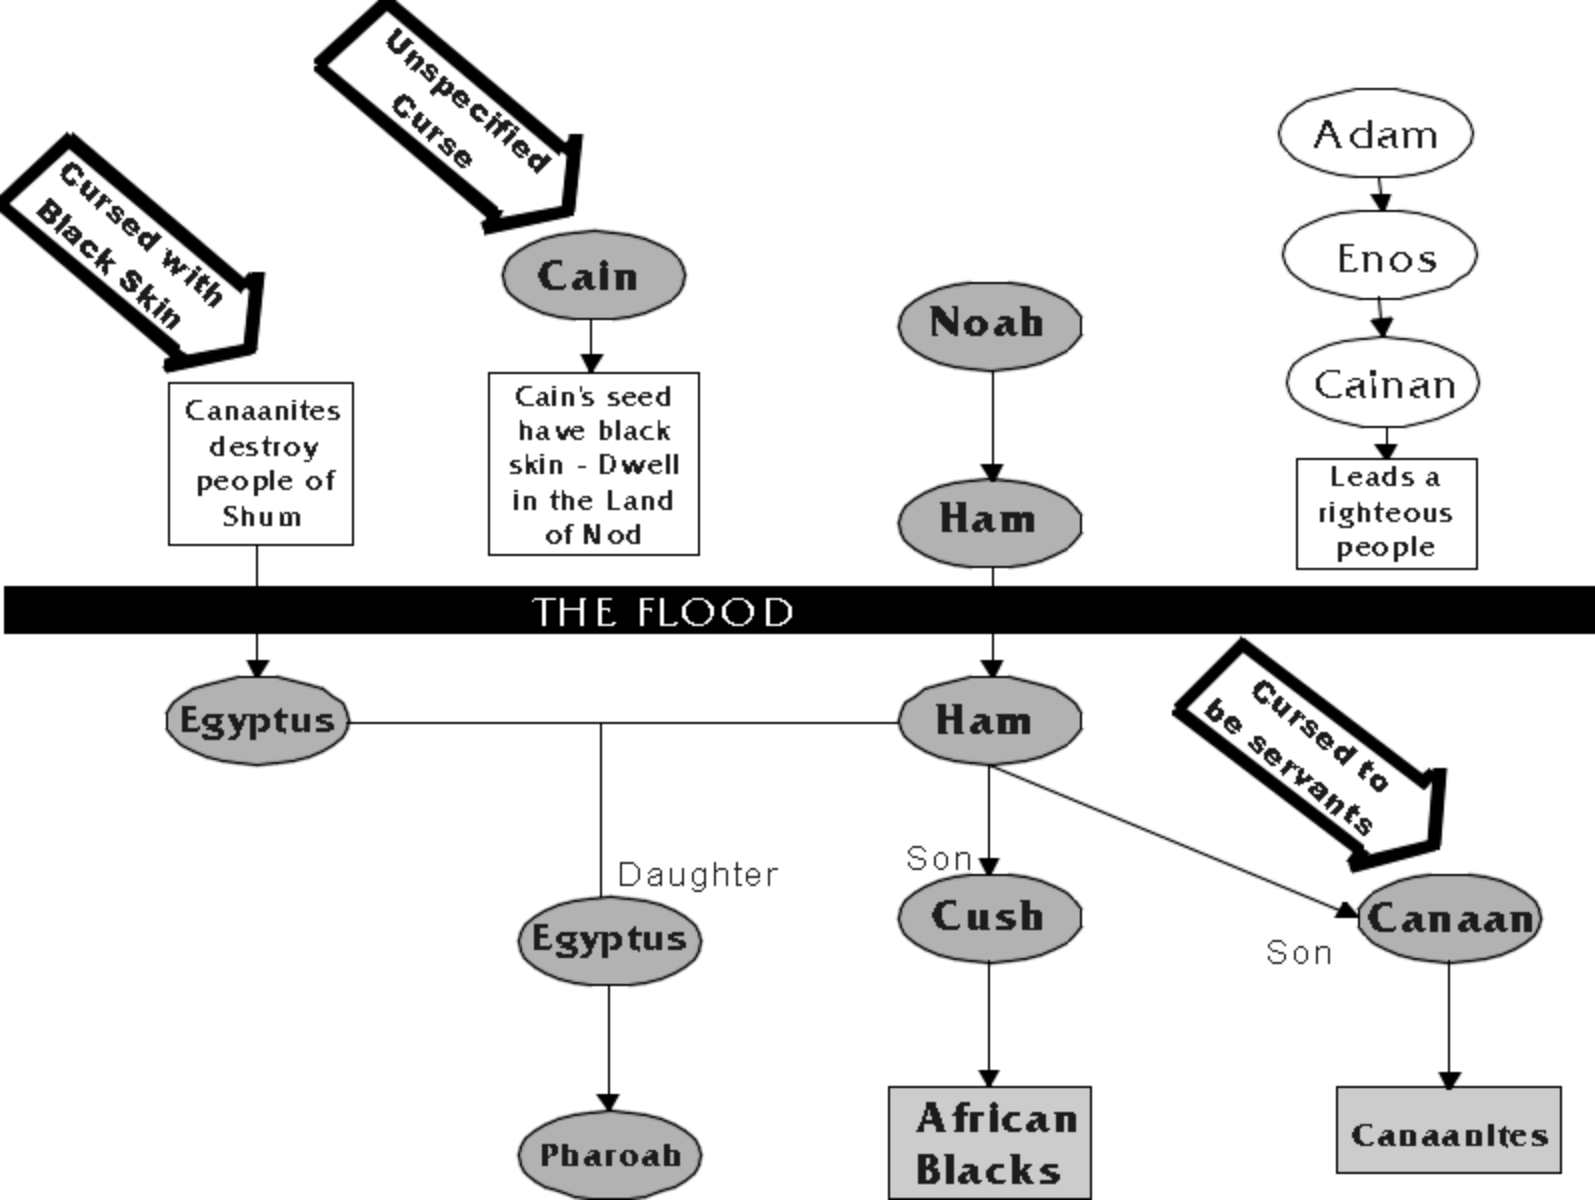 Unspecified
Curse
Cursed with
Black Skin
Adam
Enos
Cainan
Leads a
righteous
people
Cain
Noah
Canaanites
destroy
people of
Shum
Cain's seed
have black
skin - Dwell
in the Land
of Nod
Ham
THE FLOOD
Egyptus
Ham
Cursed to
be servants
Daughter
Son
Egyptus
Cush
Canaan
Son
Pharoah
African
Blacks
Canaanites